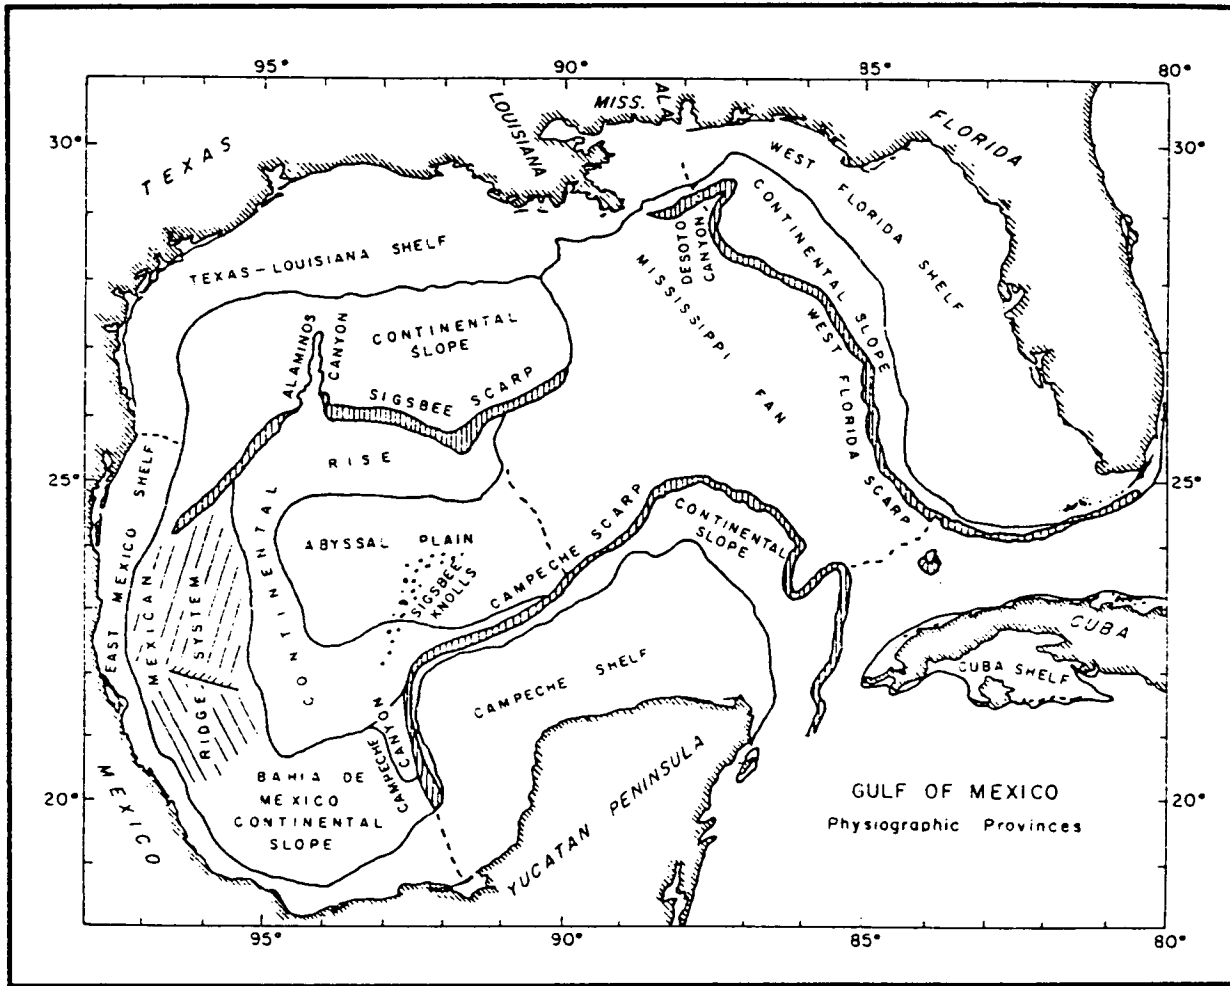 95°
90°
85°
80°
30°
30°
25°
25°
20°
20°
95°
90°
85°
80°
TEXAS
LOUISIANA
MISS.
ALA
FLORIDA
WEST FLORIDA SHELF
CONTINENTAL SLOPE
DESOTO
CANYON
MISSISSIPPI FAN
WEST FLORIDA SCARP
TEXAS-LOUISIANA SHELF
CONTINENTAL
SLOPE
ALAMINOS
CANYON
SIGSBEE SCARP
RISE
CONTINENTAL
ABYSSAL PLAIN
SIGSBEE
KNOLLS
CAMPECHE SCARP
CONTINENTAL
SLOPE
EAST MEXICO SHELF
MEXICAN
RIDGE SYSTEM
CAMPECHE SHELF
CAMPECHE
CANYON
BAHIA DE
MEXICO
CONTINENTAL
SLOPE
MEXICO
YUCATAN PENINSULA
CUBA
CUBA SHELF
GULF OF MEXICO
Physiographic Provinces